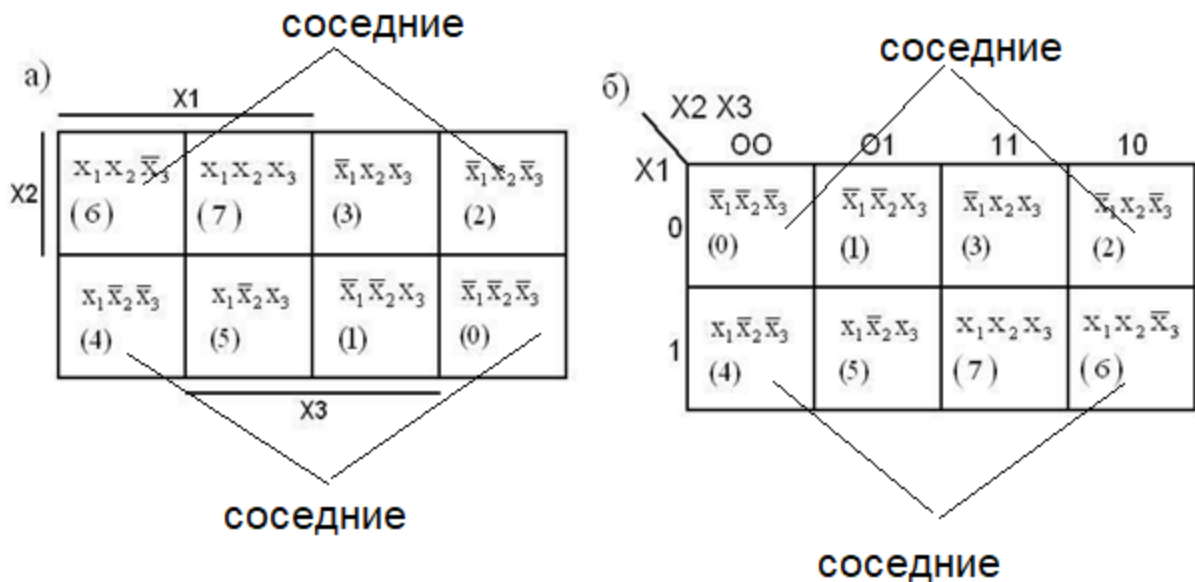 соседние
а)
X1
X2
x₁x₂x̅₃ x₁x₂x₃ x̅₁x₂x₃ x̅₁x₂x̅₃
(6) (7) (3) (2)
x₁x̅₂x̅₃ x₁x̅₂x₃ x̅₁x̅₂x₃ x̅₁x̅₂x̅₃
(4) (5) (1) (0)
X3
соседние
соседние
б)
X2 X3
X1
OO O1 11 10
0
x̅₁x̅₂x̅₃ x̅₁x̅₂x₃ x̅₁x₂x₃ x̅₁x₂x̅₃
(0) (1) (3) (2)
1
x₁x̅₂x̅₃ x₁x̅₂x₃ x₁x₂x₃ x₁x₂x̅₃
(4) (5) (7) (6)
соседние